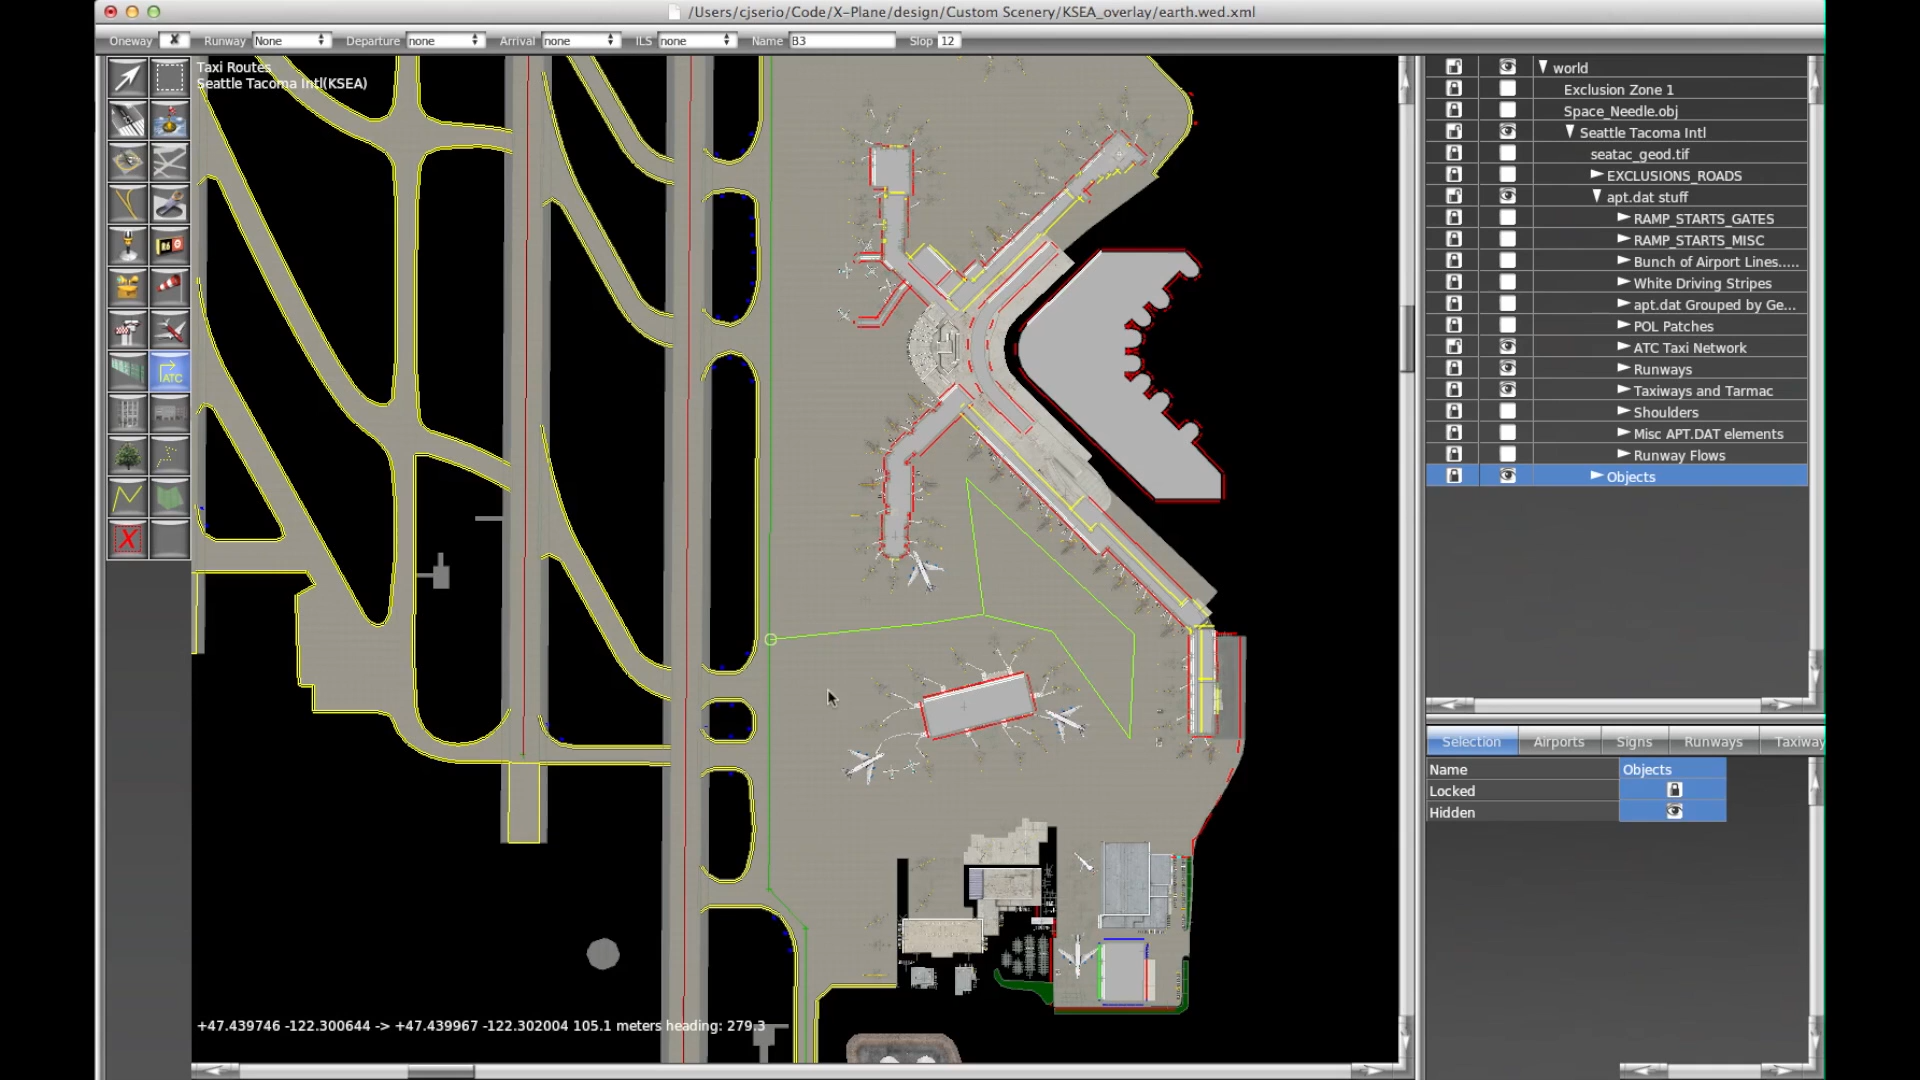 /Users/cjserio/Code/X-Plane/design/Custom Scenery/KSEA_overlay/earth.wed.xml
Oneway X Runway None Departure none Arrival none ILS none Name B3 Slop 12
Taxi Routes
Seattle Tacoma Intl(KSEA)
ATC
X
+47.439746 -122.300644 -> +47.439967 -122.302004 105.1 meters heading: 279.3
world
Exclusion Zone 1
Space_Needle.obj
Seattle Tacoma Intl
seatac_geod.tif
EXCLUSIONS_ROADS
apt.dat stuff
RAMP_STARTS_GATES
RAMP_STARTS_MISC
Bunch of Airport Lines.....
White Driving Stripes
apt.dat Grouped by Ge...
POL Patches
ATC Taxi Network
Runways
Taxiways and Tarmac
Shoulders
Misc APT.DAT elements
Runway Flows
Objects
Selection Airports Signs Runways Taxiway
Name Objects
Locked
Hidden